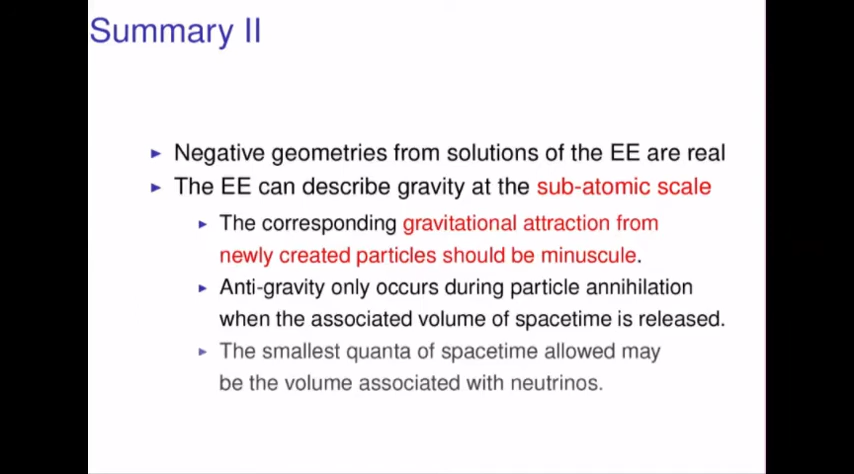 Summary II
Negative geometries from solutions of the EE are real
The EE can describe gravity at the sub-atomic scale
The corresponding gravitational attraction from
newly created particles should be minuscule.
Anti-gravity only occurs during particle annihilation
when the associated volume of spacetime is released.
The smallest quanta of spacetime allowed may
be the volume associated with neutrinos.